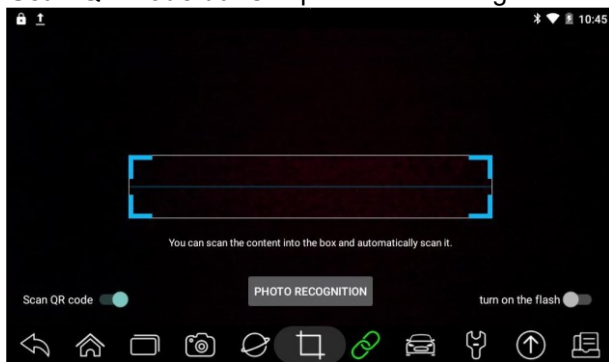 10:45
You can scan the content into the box and automatically scan it.
PHOTO RECOGNITION
Scan QR code
turn on the flash